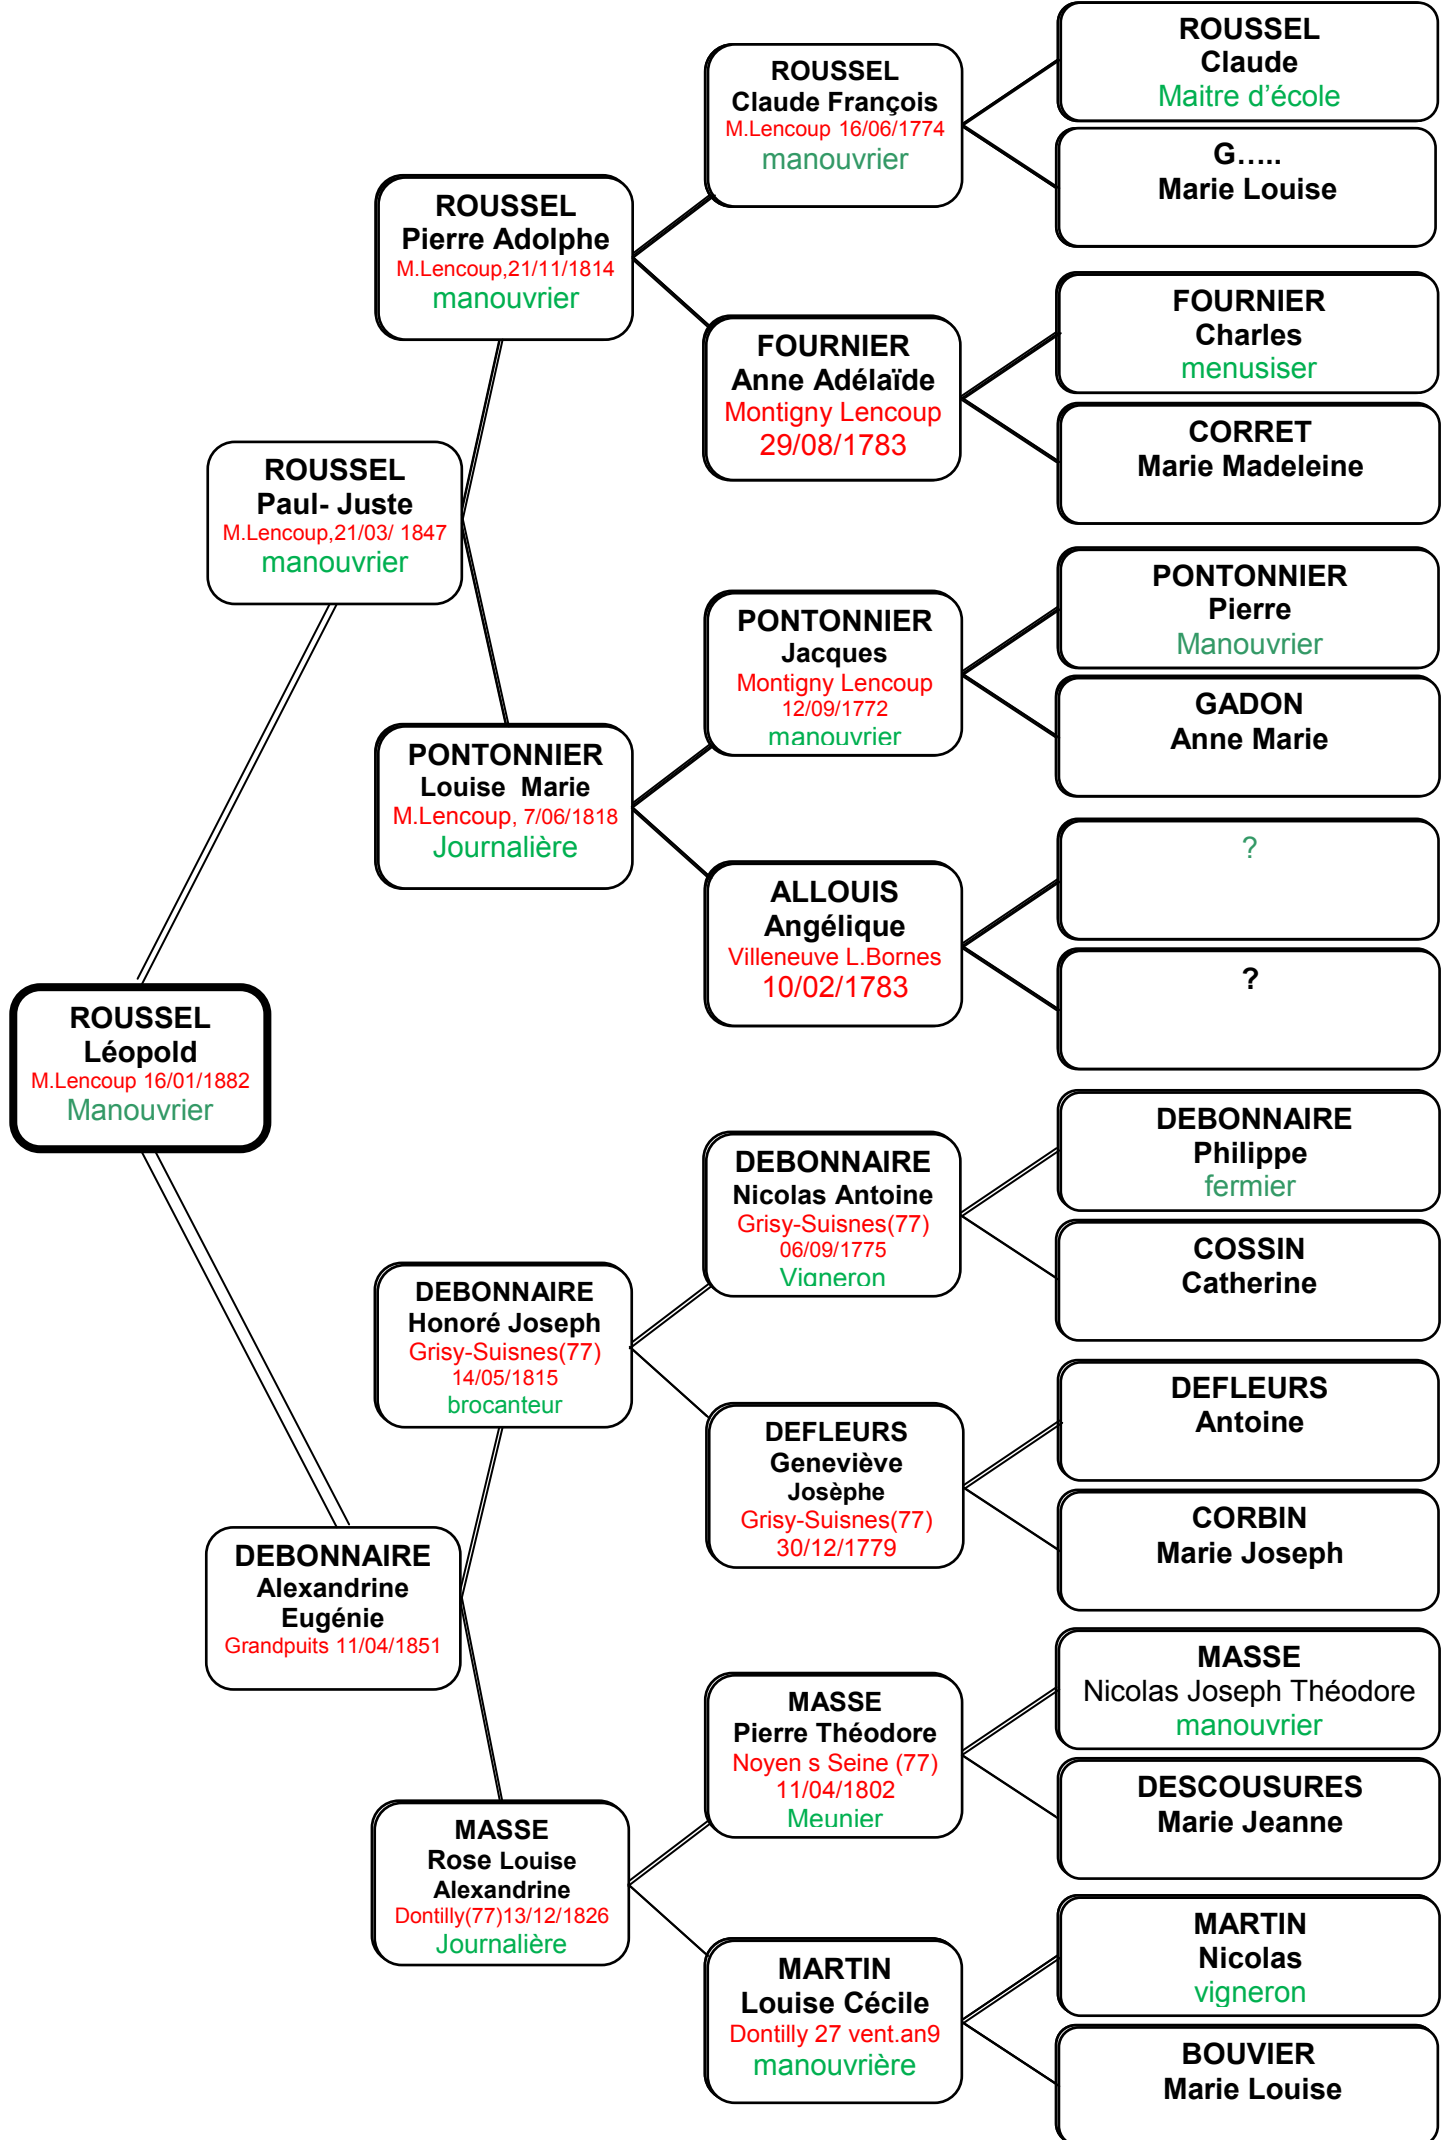 ROUSSEL
Claude
Maitre d'école
G…..
Marie Louise
ROUSSEL
Claude François
M.Lencoup 16/06/1774
manouvrier
ROUSSEL
Pierre Adolphe
M.Lencoup,21/11/1814
manouvrier
FOURNIER
Charles
menusiser
CORRET
Marie Madeleine
FOURNIER
Anne Adélaïde
Montigny Lencoup
29/08/1783
ROUSSEL
Paul- Juste
M.Lencoup,21/03/ 1847
manouvrier
PONTONNIER
Pierre
Manouvrier
GADON
Anne Marie
PONTONNIER
Jacques
Montigny Lencoup
12/09/1772
manouvrier
PONTONNIER
Louise  Marie
M.Lencoup, 7/06/1818
Journalière
?
?
ALLOUIS
Angélique
Villeneuve L.Bornes
10/02/1783
ROUSSEL
Léopold
M.Lencoup 16/01/1882
Manouvrier
DEBONNAIRE
Philippe
fermier
COSSIN
Catherine
DEBONNAIRE
Nicolas Antoine
Grisy-Suisnes(77)
06/09/1775
Vigneron
DEBONNAIRE
Honoré Joseph
Grisy-Suisnes(77)
14/05/1815
brocanteur
DEFLEURS
Antoine
CORBIN
Marie Joseph
DEFLEURS
Geneviève
Josèphe
Grisy-Suisnes(77)
30/12/1779
DEBONNAIRE
Alexandrine
Eugénie
Grandpuits 11/04/1851
MASSE
Nicolas Joseph Théodore
manouvrier
DESCOUSURES
Marie Jeanne
MASSE
Pierre Théodore
Noyen s Seine (77)
11/04/1802
Meunier
MASSE
Rose Louise
Alexandrine
Dontilly(77)13/12/1826
Journalière
MARTIN
Nicolas
vigneron
BOUVIER
Marie Louise
MARTIN
Louise Cécile
Dontilly 27 vent.an9
manouvrière